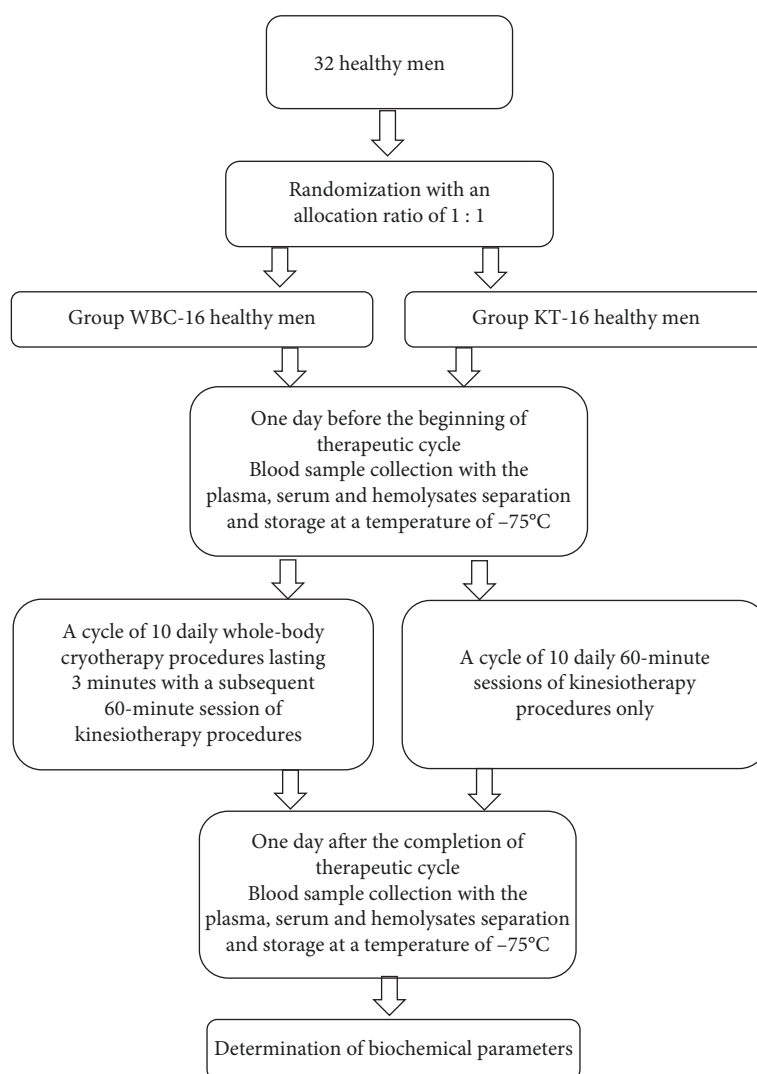 32 healthy men
Randomization with an
allocation ratio of 1 : 1
Group WBC-16 healthy men
Group KT-16 healthy men
One day before the beginning of
therapeutic cycle
Blood sample collection with the
plasma, serum and hemolysates separation
and storage at a temperature of –75°C
A cycle of 10 daily whole-body
cryotherapy procedures lasting
3 minutes with a subsequent
60-minute session of
kinesiotherapy procedures
A cycle of 10 daily 60-minute
sessions of kinesiotherapy
procedures only
One day after the completion of
therapeutic cycle
Blood sample collection with the
plasma, serum and hemolysates separation
and storage at a temperature of –75°C
Determination of biochemical parameters